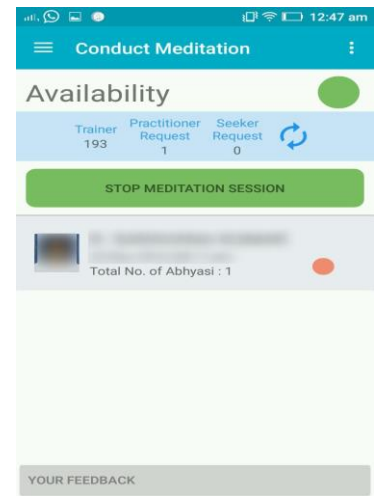 12:47 am
Conduct Meditation
Availability
Trainer
193
Practitioner
Request
1
Seeker
Request
0
STOP MEDITATION SESSION
Total No. of Abhyasi : 1
YOUR FEEDBACK